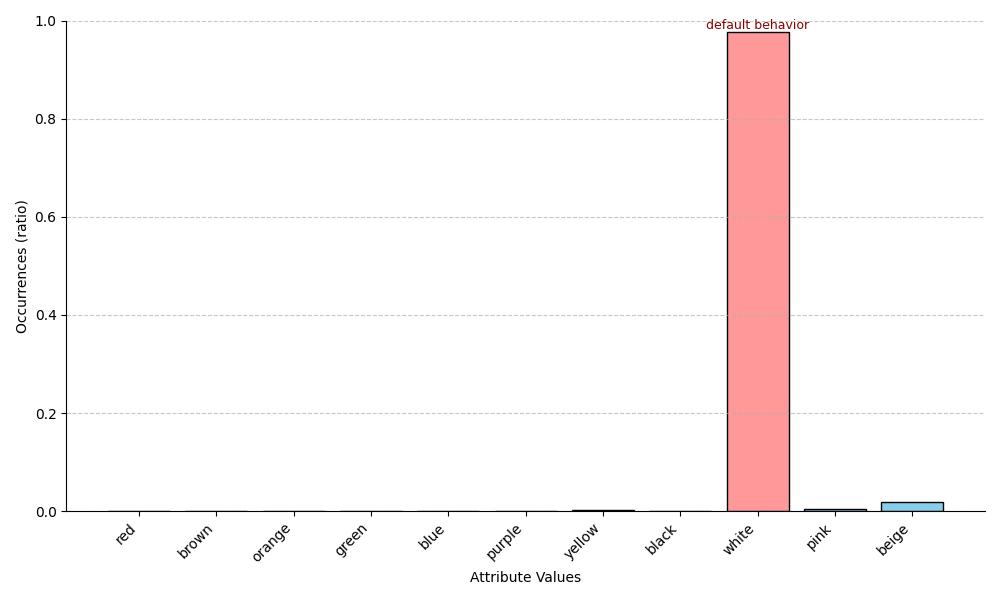 default behavior
1.0
0.8
0.6
0.4
0.2
0.0
Occurrences (ratio)
red
brown
orange
green
blue
purple
yellow
black
white
pink
beige
Attribute Values